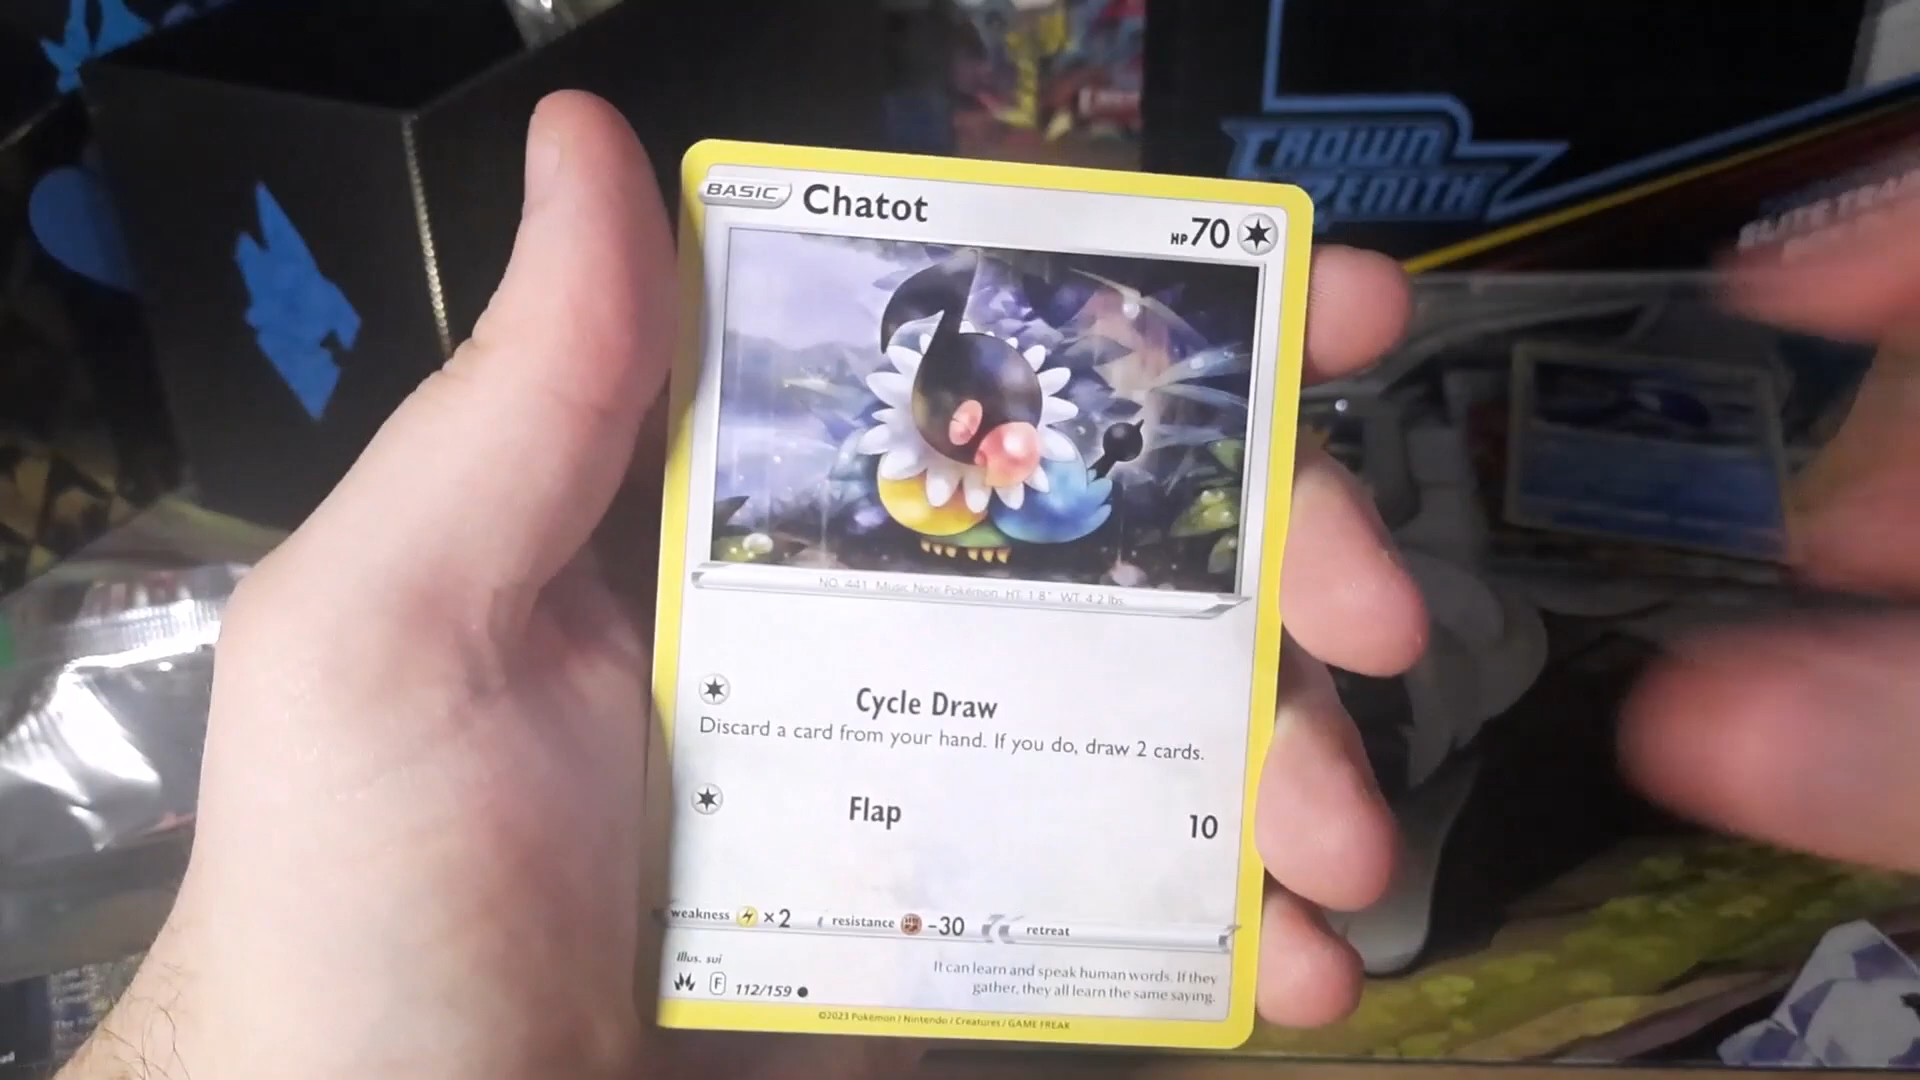 CROWN
ZENITH
BASIC Chatot HP 70
NO. 441 Music Note Pokémon HT: 1'8" WT: 4.2 lbs.
Cycle Draw
Discard a card from your hand. If you do, draw 2 cards.
Flap 10
weakness ×2 resistance -30 retreat
Illus. sui
F 112/159
It can learn and speak human words. If they
gather, they all learn the same saying.
©2023 Pokémon / Nintendo / Creatures / GAME FREAK